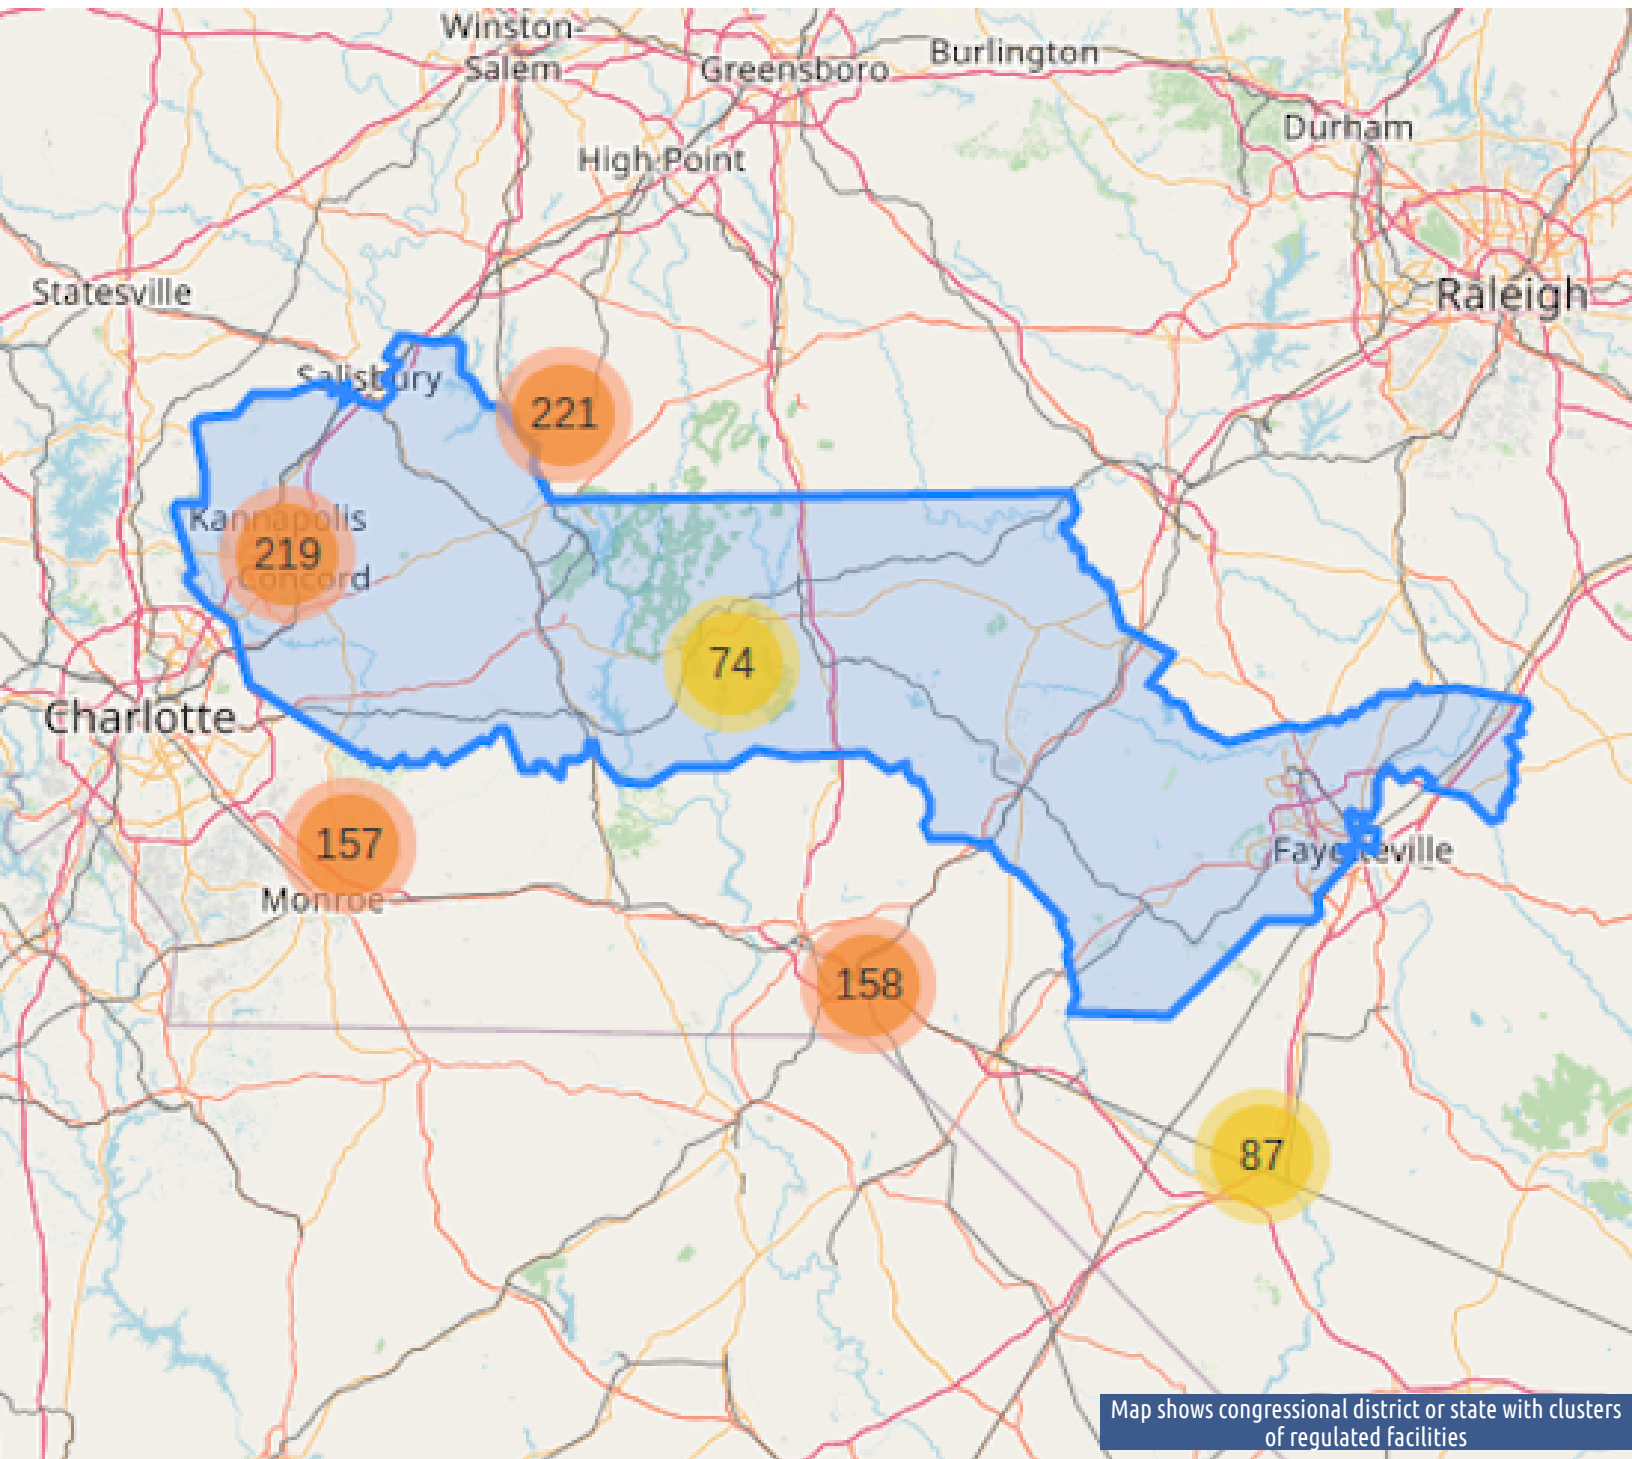 Winston-
Salem
Greensboro
Burlington
Durham
High Point
Statesville
Raleigh
Salisbury
221
Kannapolis
219
Concord
74
Charlotte
157
Fayetteville
Monroe
158
87
Map shows congressional district or state with clusters
of regulated facilities